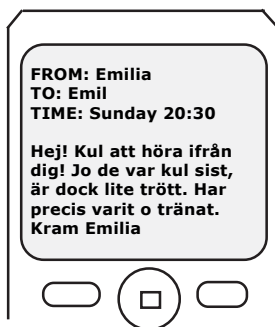 FROM: Emilia
TO: Emil
TIME: Sunday 20:30
Hej! Kul att höra ifrån
dig! Jo de var kul sist,
är dock lite trött. Har
precis varit o tränat.
Kram Emilia